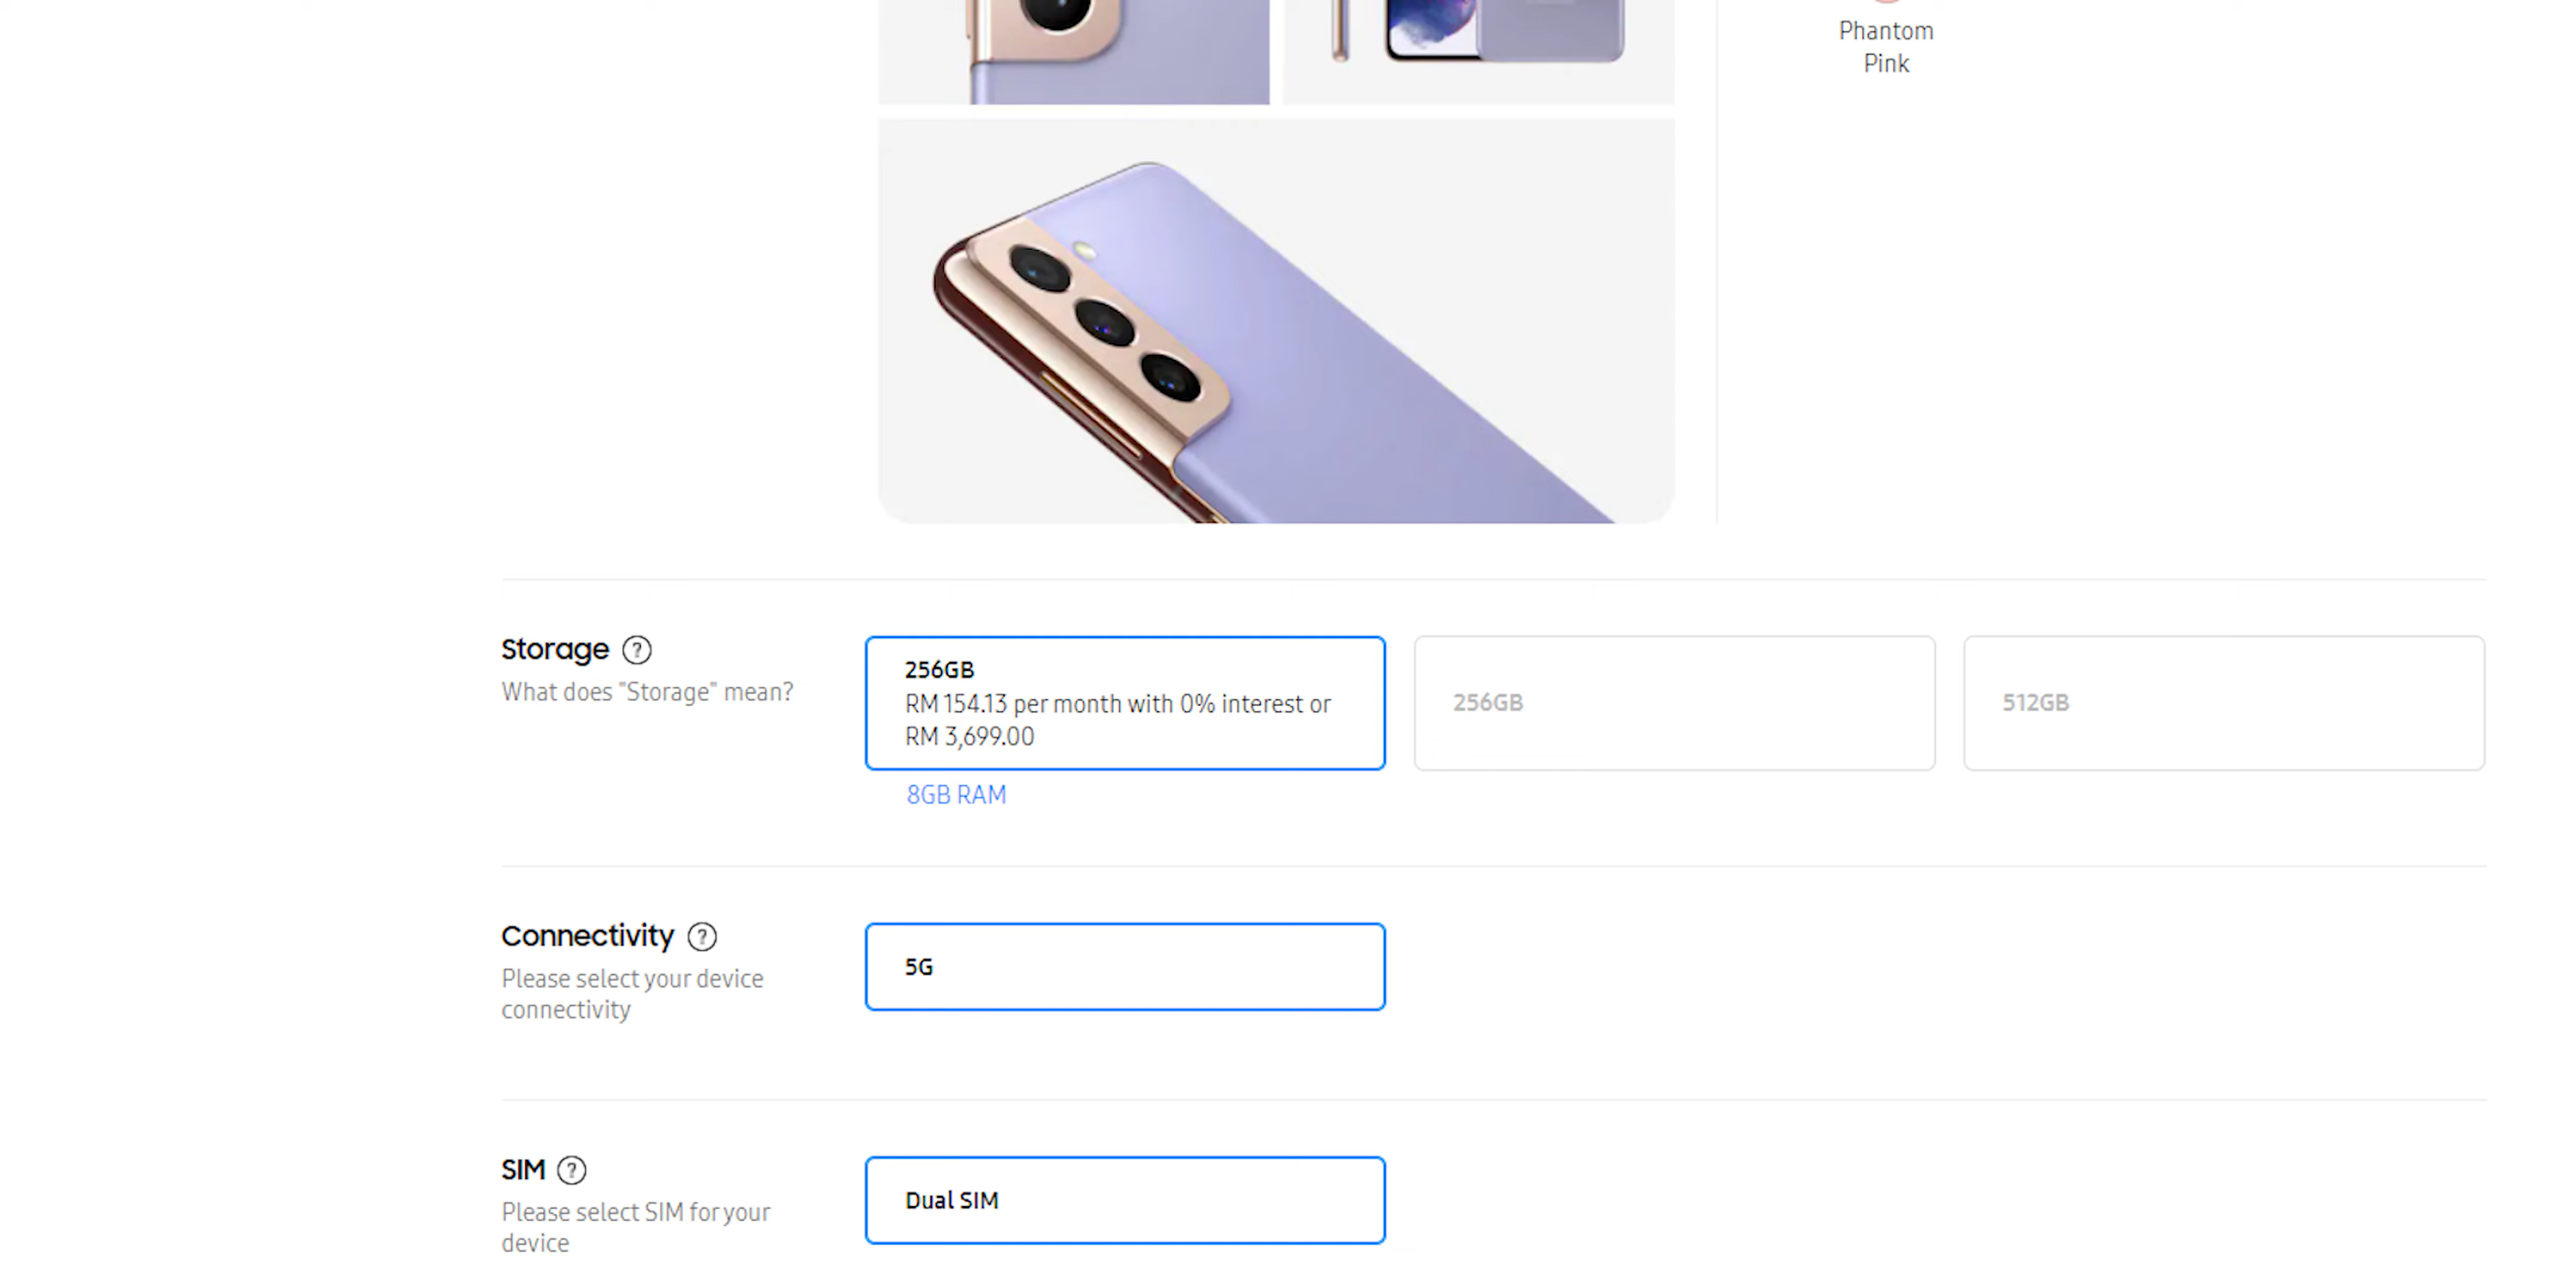 Phantom
Pink
Storage ?
What does "Storage" mean?
256GB
RM 154.13 per month with 0% interest or
RM 3,699.00
8GB RAM
256GB
512GB
Connectivity ?
Please select your device
connectivity
5G
SIM ?
Please select SIM for your
device
Dual SIM